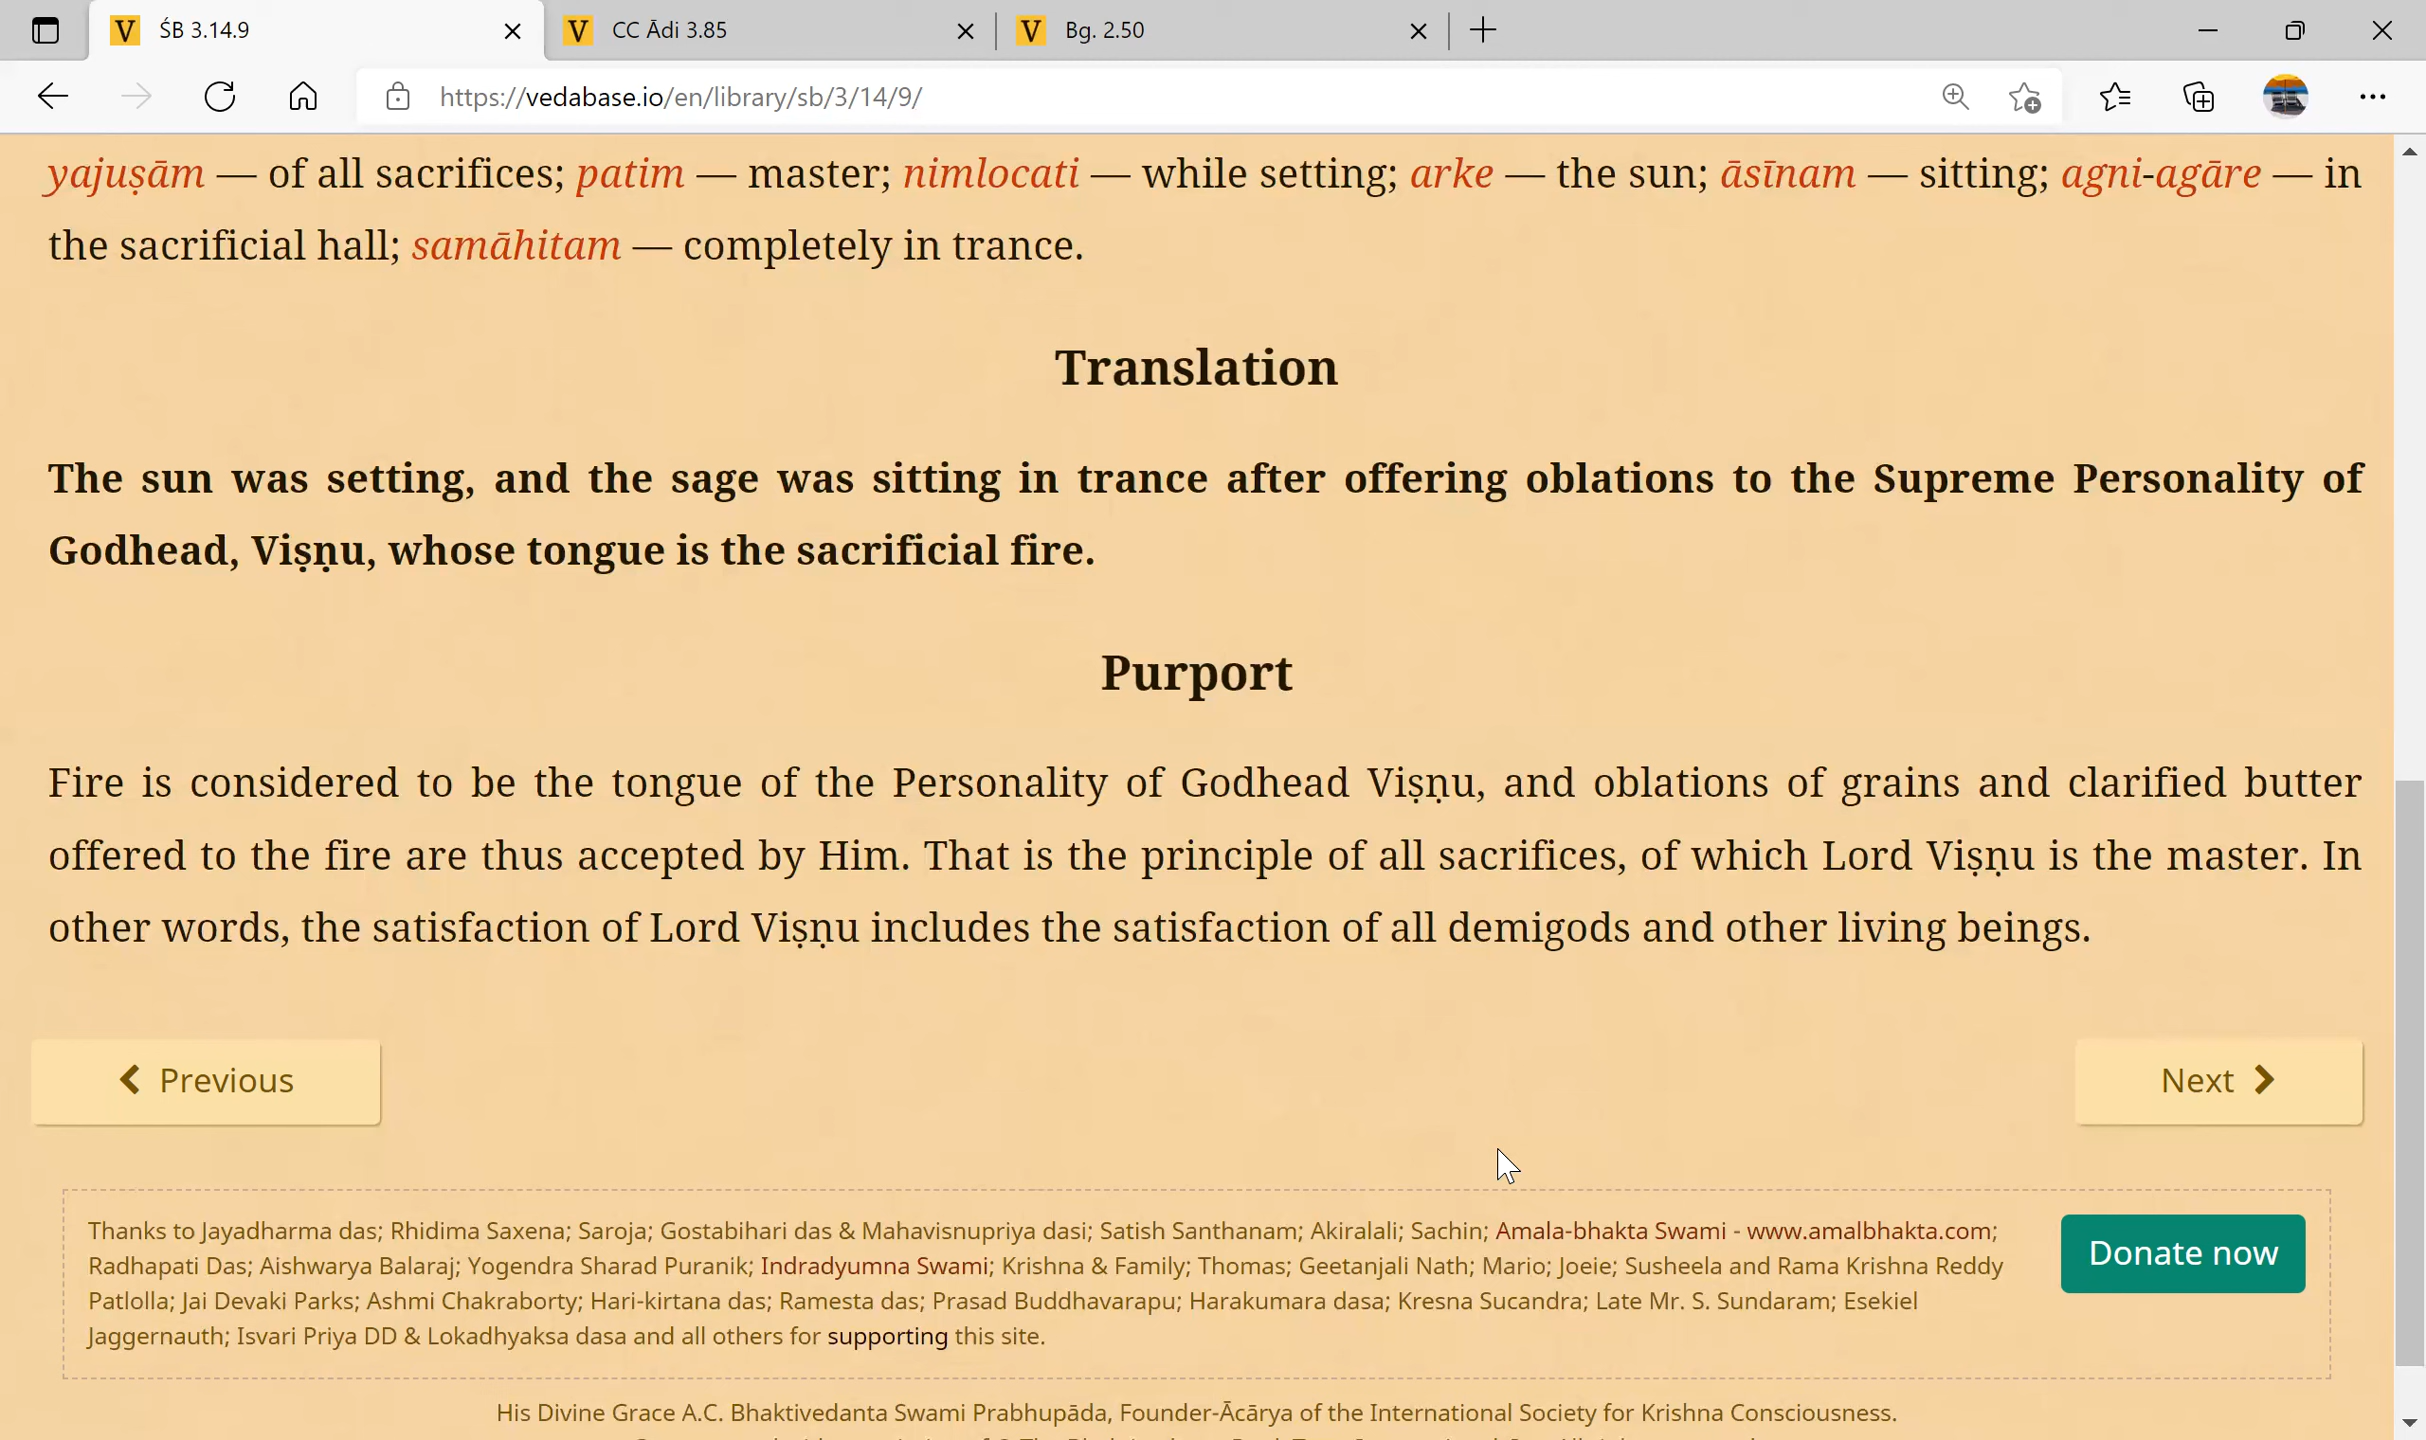 ŚB 3.14.9
CC Ādi 3.85
Bg. 2.50
https://vedabase.io/en/library/sb/3/14/9/
yajuṣām — of all sacrifices; patim — master; nimlocati — while setting; arke — the sun; āsīnam — sitting; agni-agāre — in
the sacrificial hall; samāhitam — completely in trance.
Translation
The sun was setting, and the sage was sitting in trance after offering oblations to the Supreme Personality of
Godhead, Viṣṇu, whose tongue is the sacrificial fire.
Purport
Fire is considered to be the tongue of the Personality of Godhead Viṣṇu, and oblations of grains and clarified butter
offered to the fire are thus accepted by Him. That is the principle of all sacrifices, of which Lord Viṣṇu is the master. In
other words, the satisfaction of Lord Viṣṇu includes the satisfaction of all demigods and other living beings.
Previous
Next
Thanks to Jayadharma das; Rhidima Saxena; Saroja; Gostabihari das & Mahavisnupriya dasi; Satish Santhanam; Akiralali; Sachin; Amala-bhakta Swami - www.amalbhakta.com;
Radhapati Das; Aishwarya Balaraj; Yogendra Sharad Puranik; Indradyumna Swami; Krishna & Family; Thomas; Geetanjali Nath; Mario; Joeie; Susheela and Rama Krishna Reddy
Patlolla; Jai Devaki Parks; Ashmi Chakraborty; Hari-kirtana das; Ramesta das; Prasad Buddhavarapu; Harakumara dasa; Kresna Sucandra; Late Mr. S. Sundaram; Esekiel
Jaggernauth; Isvari Priya DD & Lokadhyaksa dasa and all others for supporting this site.
Donate now
His Divine Grace A.C. Bhaktivedanta Swami Prabhupāda, Founder-Ācārya of the International Society for Krishna Consciousness.